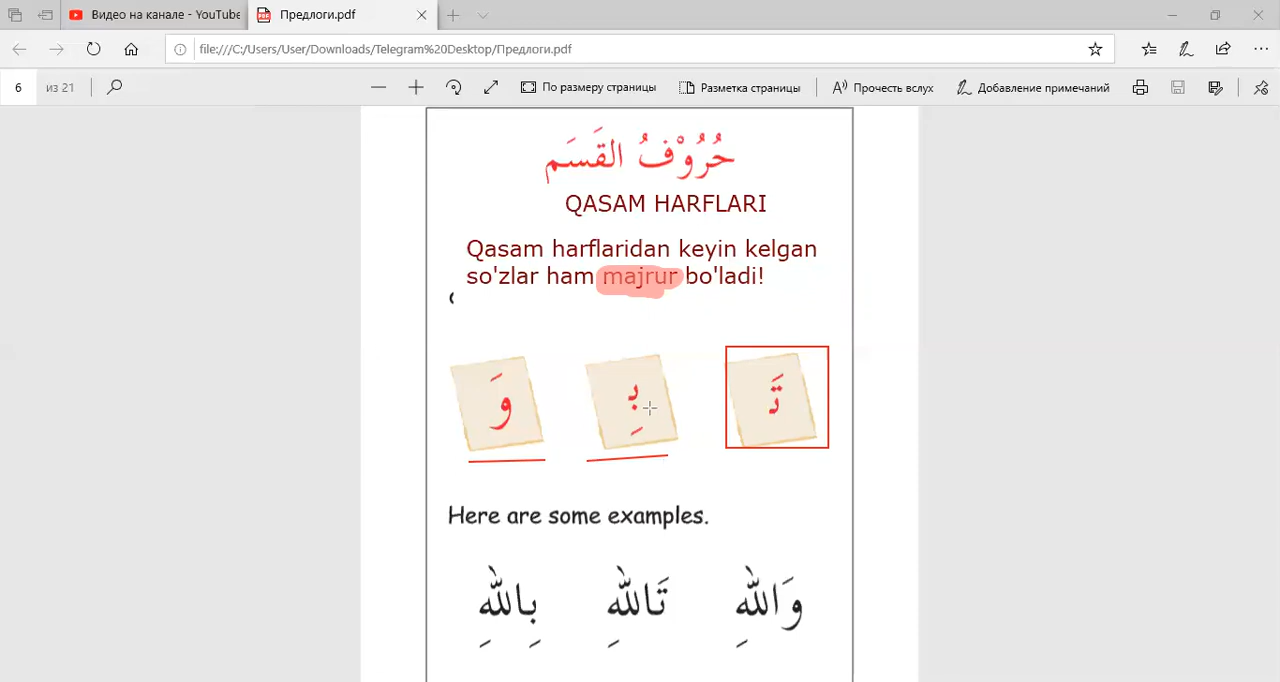 Видео на канале - YouTube
Предлоги.pdf
file:///C:/Users/User/Downloads/Telegram%20Desktop/Предлоги.pdf
6 из 21 По размеру страницы Разметка страницы Прочесть вслух Добавление примечаний
حُرُوْفُ القَسَم
QASAM HARFLARI
Qasam harflaridan keyin kelgan
so'zlar ham majrur bo'ladi!
وَ بِـ تَـ
Here are some examples.
بِاللهِ تَاللهِ وَاللهِ